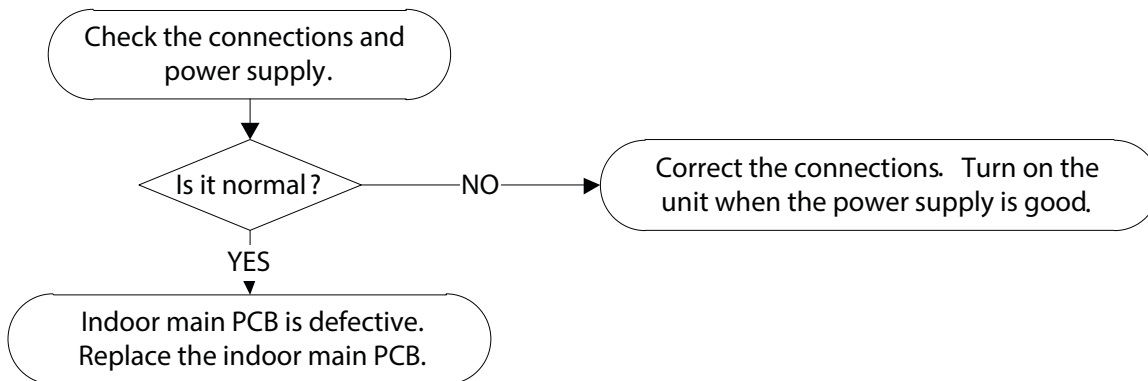 Check the connections and
power supply.
Is it normal?
NO
Correct the connections. Turn on the
unit when the power supply is good.
YES
Indoor main PCB is defective.
Replace the indoor main PCB.